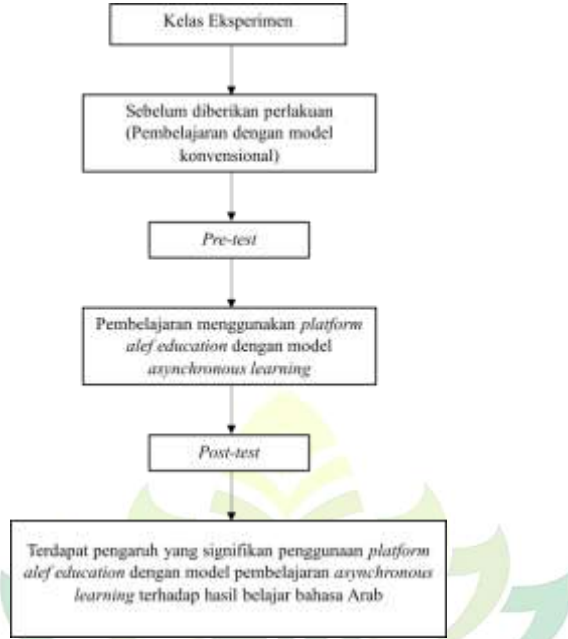 Kelas Eksperimen
Sebelum diberikan perlakuan
(Pembelajaran dengan model
konvensional)
Pre-test
Pembelajaran menggunakan platform
alef education dengan model
asynchronous learning
Post-test
Terdapat pengaruh yang signifikan penggunaan platform
alef education dengan model pembelajaran asynchronous
learning terhadap hasil belajar bahasa Arab